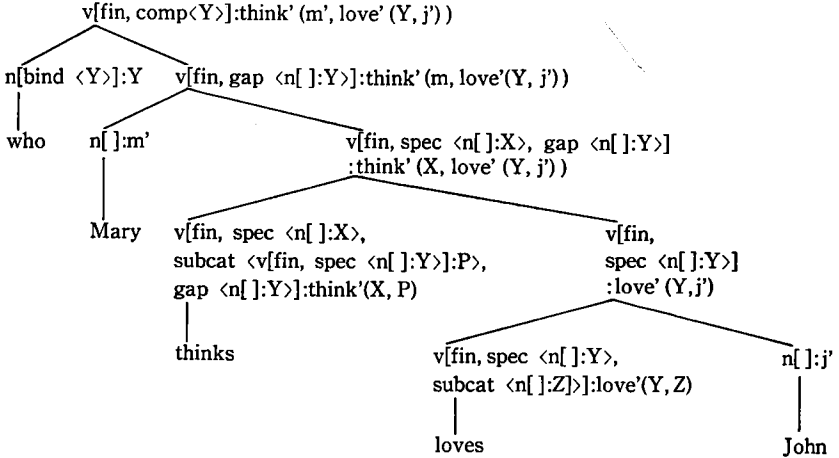 v[fin, comp<Y>]:think’ (m’, love’ (Y, j’) )
n[bind ⟨Y⟩]:Y v[fin, gap ⟨n[ ]:Y⟩]:think’(m, love’(Y, j’))
who n[ ]:m’ v[fin, spec ⟨n[ ]:X⟩, gap ⟨n[ ]:Y⟩]
:think’ (X, love’ (Y, j’) )
Mary v[fin, spec ⟨n[ ]:X⟩, v[fin,
subcat ⟨v[fin, spec ⟨n[ ]:Y⟩]:P⟩, spec ⟨n[ ]:Y⟩]
gap ⟨n[ ]:Y⟩]:think’(X, P) :love’ (Y,j’)
thinks v[fin, spec ⟨n[ ]:Y⟩, n[ ]:j’
subcat ⟨n[ ]:Z]⟩]:love’(Y, Z)
loves John